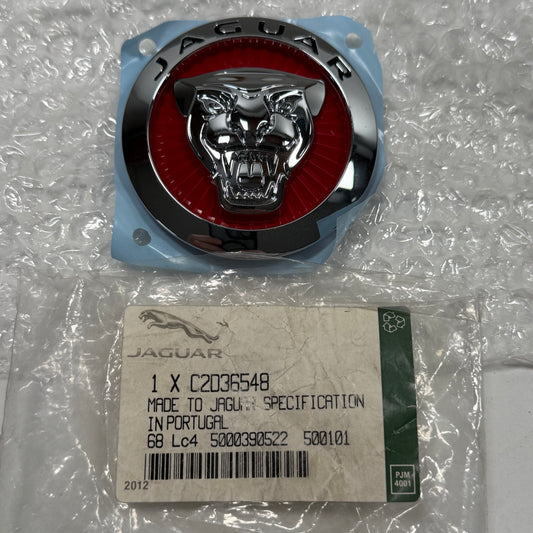 JAGUAR
JAGUAR
1 X C2D36548
MADE TO JAGUAR SPECIFICATION
IN PORTUGAL
68 Lc4 5000390522 500101
2012
PJM
4001